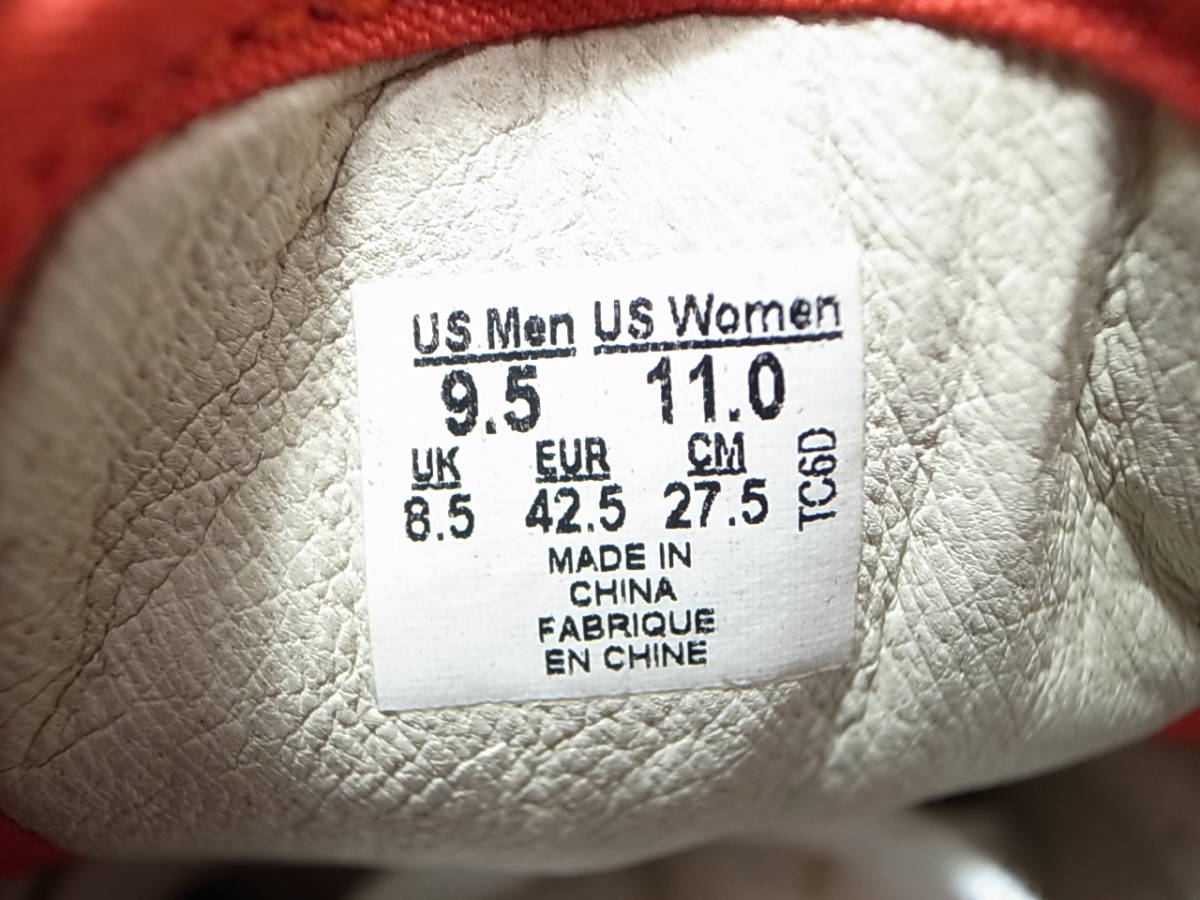 US Men US Women
9.5 11.0
UK EUR CM
8.5 42.5 27.5
TC6D
MADE IN
CHINA
FABRIQUE
EN CHINE